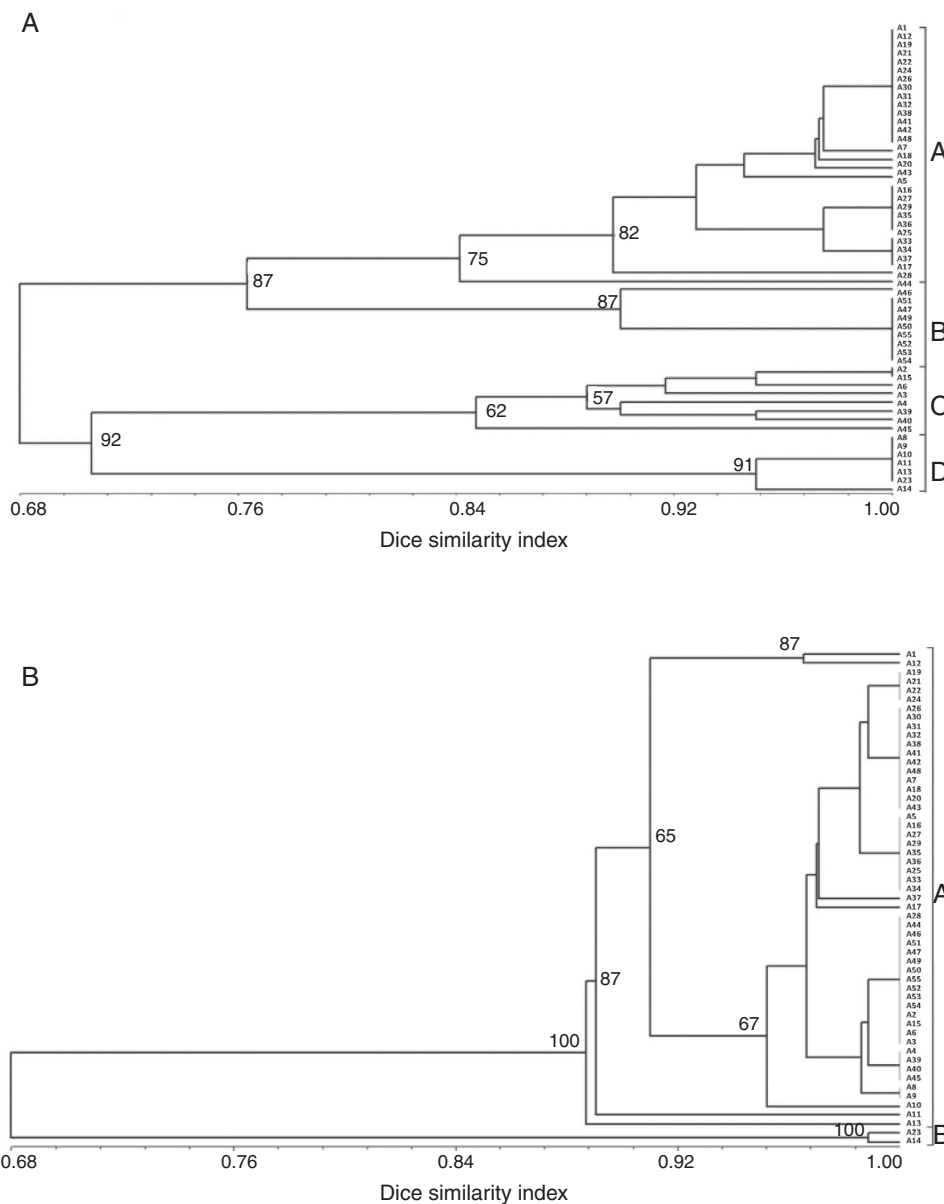 A
A1
A12
A19
A21
A22
A24
A26
A30
A31
A32
A38
A41
A42
A48
A7
A18
A20
A43
A5
A16
A27
A29
A35
A36
A25
A33
A34
A37
A17
A28
A44
A46
A51
A47
A49
A50
A55
A52
A53
A54
A2
A15
A6
A3
A4
A39
A40
A45
A8
A9
A10
A11
A13
A23
A14
A
B
C
D
82
75
87
87
57
62
92
91
0.68 0.76 0.84 0.92 1.00
Dice similarity index
B
87
A1
A12
A19
A21
A22
A24
A26
A30
A31
A32
A38
A41
A42
A48
A7
A18
A20
A43
A5
A16
A27
A29
A35
A36
A25
A33
A34
A37
A17
A28
A44
A46
A51
A47
A49
A50
A55
A52
A53
A54
A2
A15
A6
A3
A4
A39
A40
A45
A8
A9
A10
A11
A13
A23
A14
A
65
87
67
100
100
0.68 0.76 0.84 0.92 1.00
Dice similarity index